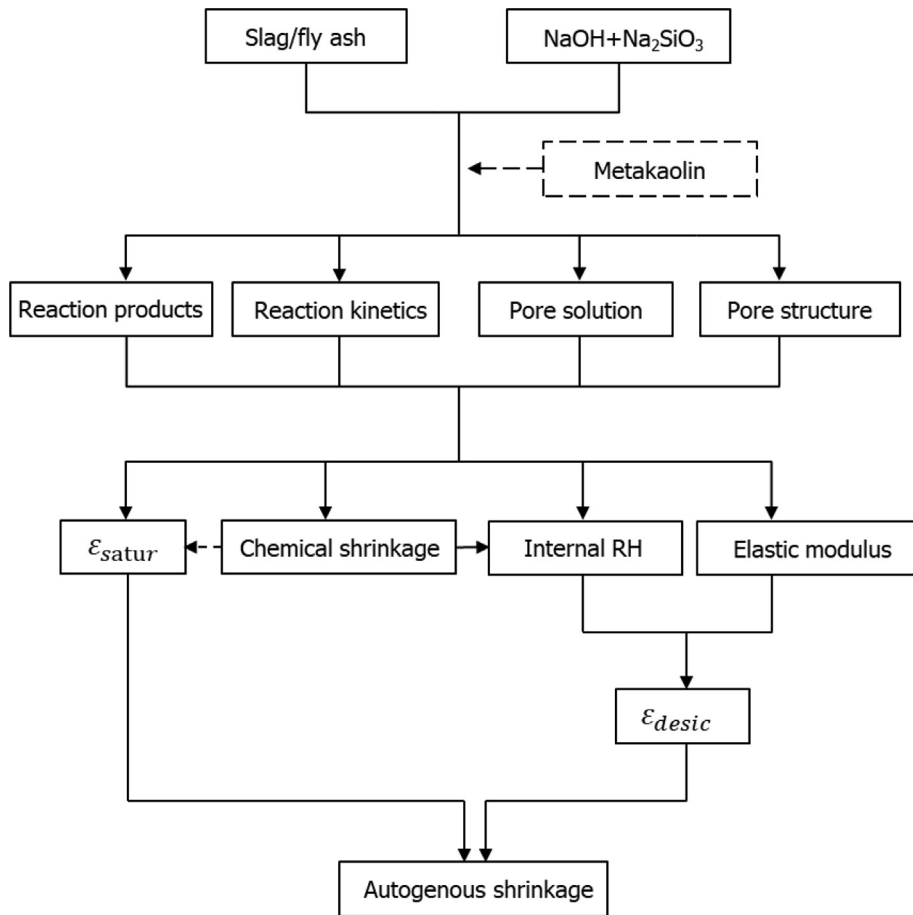 Slag/fly ash
NaOH+Na₂SiO₃
Metakaolin
Reaction products
Reaction kinetics
Pore solution
Pore structure
εsatur
Chemical shrinkage
Internal RH
Elastic modulus
εdesic
Autogenous shrinkage